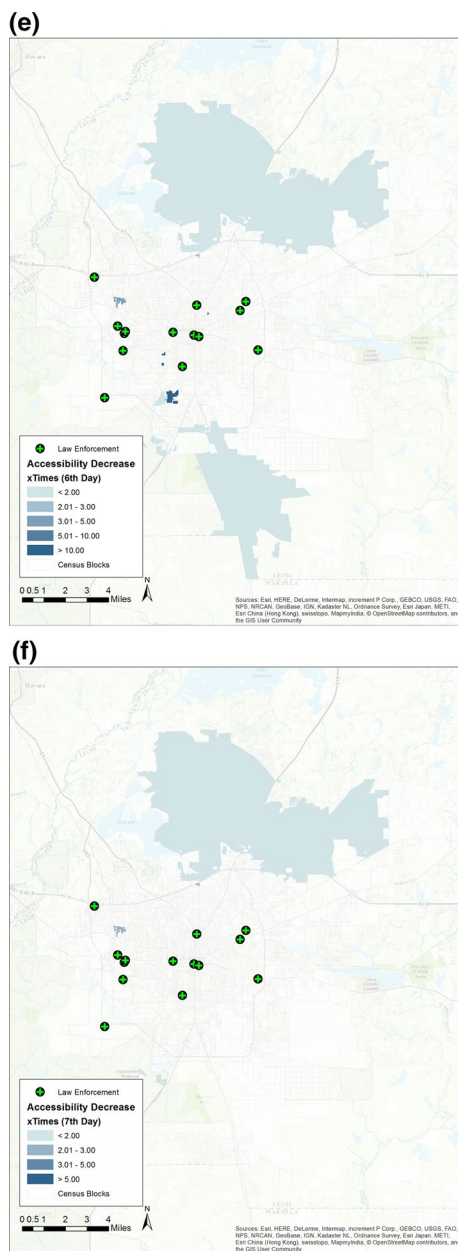 (e)
Havana
Law Enforcement
Accessibility Decrease
xTimes (6th Day)
< 2.00
2.01 - 3.00
3.01 - 5.00
5.01 - 10.00
> 10.00
Census Blocks
LEON
WAKULLA
0 0.5 1 2 3 4
Miles
N
Sources: Esri, HERE, DeLorme, Intermap, increment P Corp., GEBCO, USGS, FAO,
NPS, NRCAN, GeoBase, IGN, Kadaster NL, Ordnance Survey, Esri Japan, METI,
Esri China (Hong Kong), swisstopo, MapmyIndia, © OpenStreetMap contributors, and
the GIS User Community
(f)
Havana
Law Enforcement
Accessibility Decrease
xTimes (7th Day)
< 2.00
2.01 - 3.00
3.01 - 5.00
> 5.00
Census Blocks
LEON
WAKULLA
0 0.5 1 2 3 4
Miles
N
Sources: Esri, HERE, DeLorme, Intermap, increment P Corp., GEBCO, USGS, FAO,
NPS, NRCAN, GeoBase, IGN, Kadaster NL, Ordnance Survey, Esri Japan, METI,
Esri China (Hong Kong), swisstopo, MapmyIndia, © OpenStreetMap contributors, and
the GIS User Community